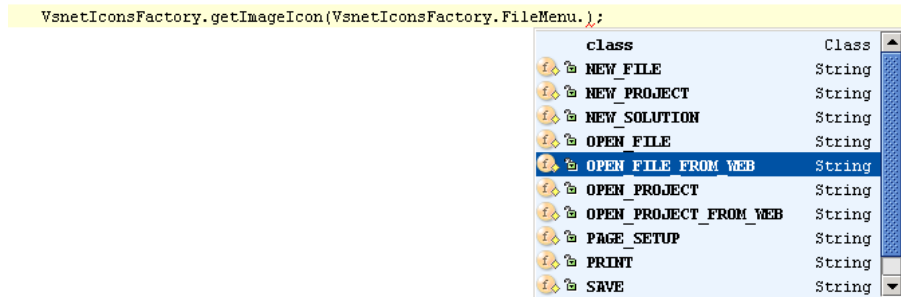 VsnetIconsFactory.getImageIcon(VsnetIconsFactory.FileMenu.);
class Class
f NEW_FILE String
f NEW_PROJECT String
f NEW_SOLUTION String
f OPEN_FILE String
f OPEN_FILE_FROM_WEB String
f OPEN_PROJECT String
f OPEN_PROJECT_FROM_WEB String
f PAGE_SETUP String
f PRINT String
f SAVE String